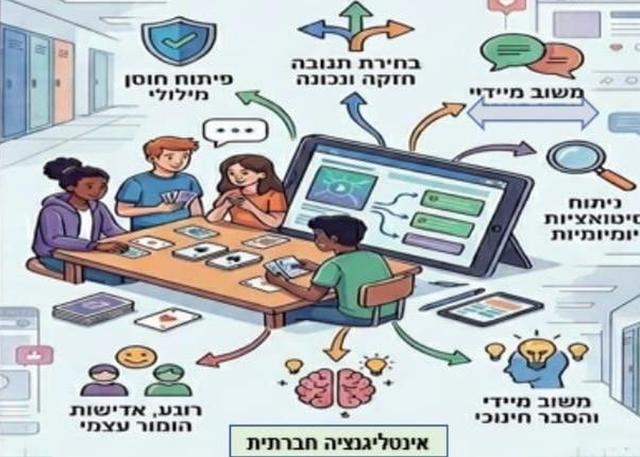 בחירת תגובה
חזקה ונכונה
פיתוח חוסן
מילולי
משוב מיידיי
...
ניתוח
סיטואציות
יומיומיות
רוגע, אדישות
הומור עצמי
משוב מיידי
והסבר חינוכי
אינטליגנציה חברתית